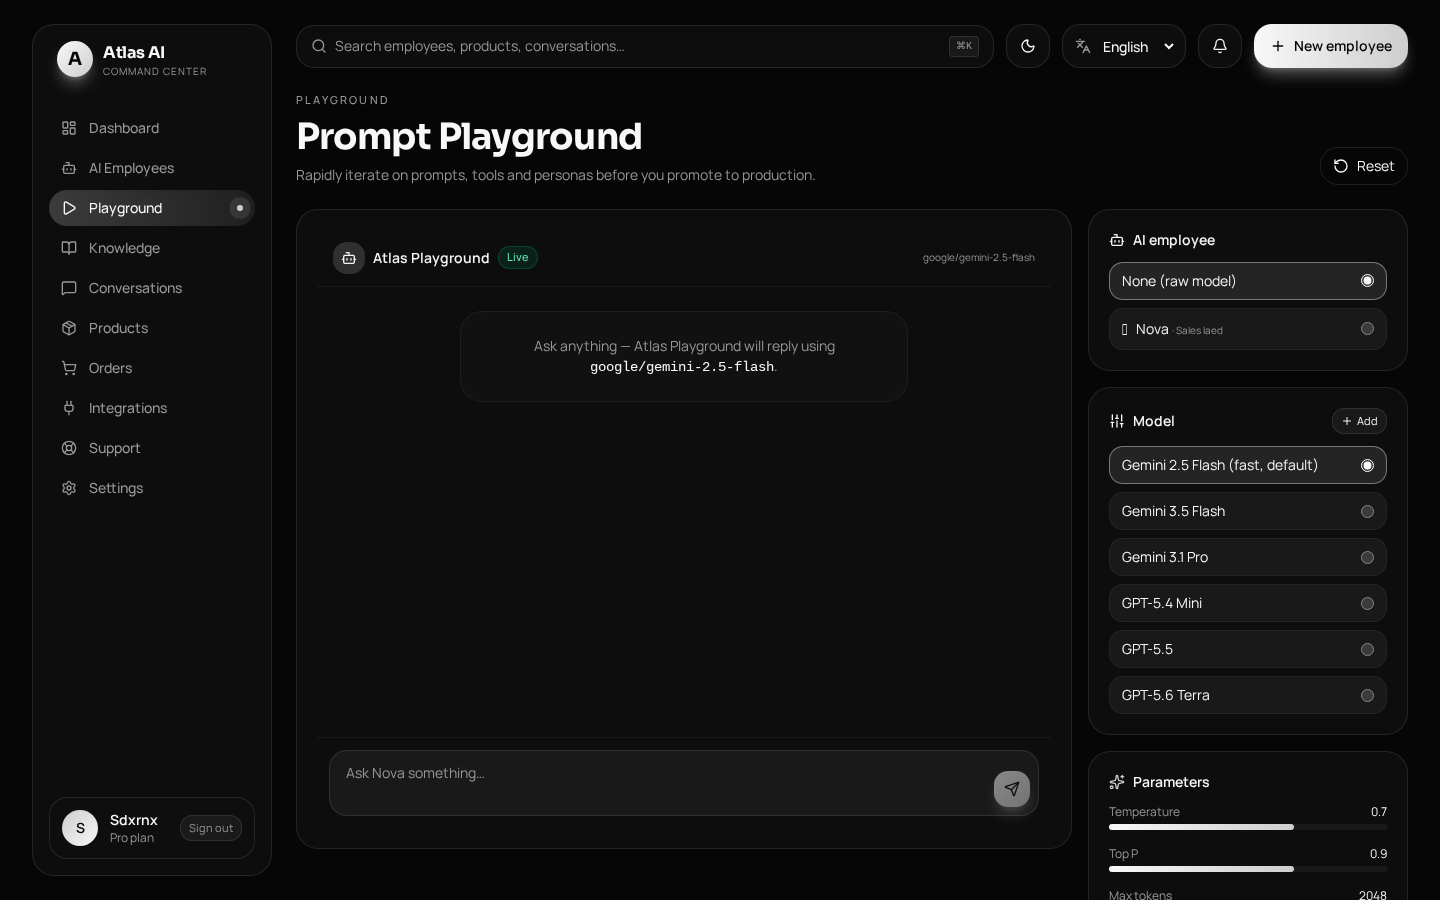 A
Atlas AI
COMMAND CENTER
Dashboard
AI Employees
Playground
Knowledge
Conversations
Products
Orders
Integrations
Support
Settings
S
Sdxrnx
Pro plan
Sign out
Search employees, products, conversations...
⌘K
English
New employee
PLAYGROUND
Prompt Playground
Rapidly iterate on prompts, tools and personas before you promote to production.
Reset
Atlas Playground
Live
google/gemini-2.5-flash
Ask anything — Atlas Playground will reply using
google/gemini-2.5-flash.
Ask Nova something...
AI employee
None (raw model)
Nova · Sales laed
Model
Add
Gemini 2.5 Flash (fast, default)
Gemini 3.5 Flash
Gemini 3.1 Pro
GPT-5.4 Mini
GPT-5.5
GPT-5.6 Terra
Parameters
Temperature 0.7
Top P 0.9
Max tokens 2048